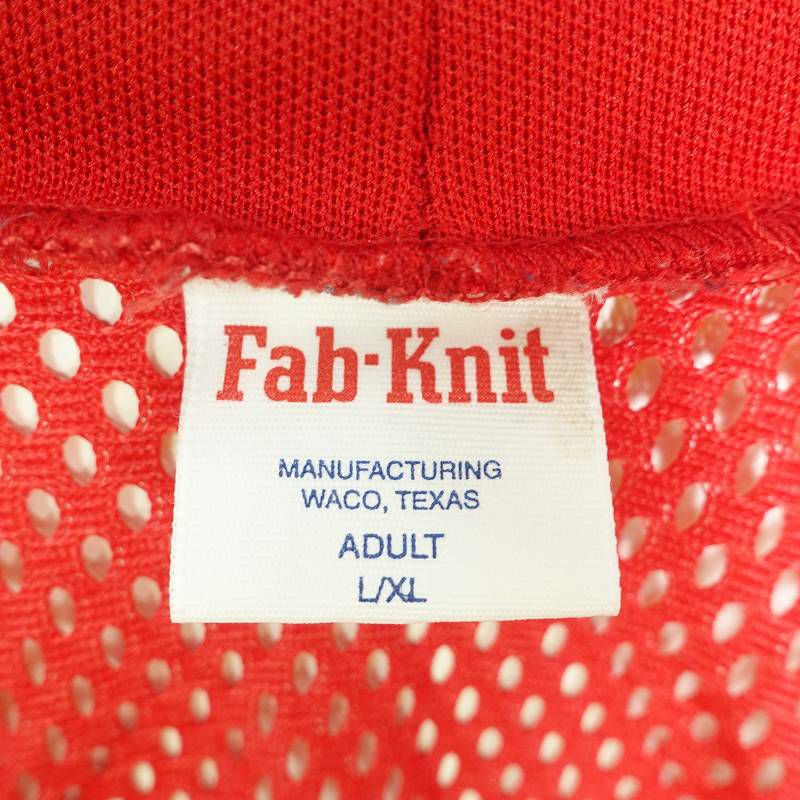 Fab-Knit
MANUFACTURING
WACO, TEXAS
ADULT
L/XL